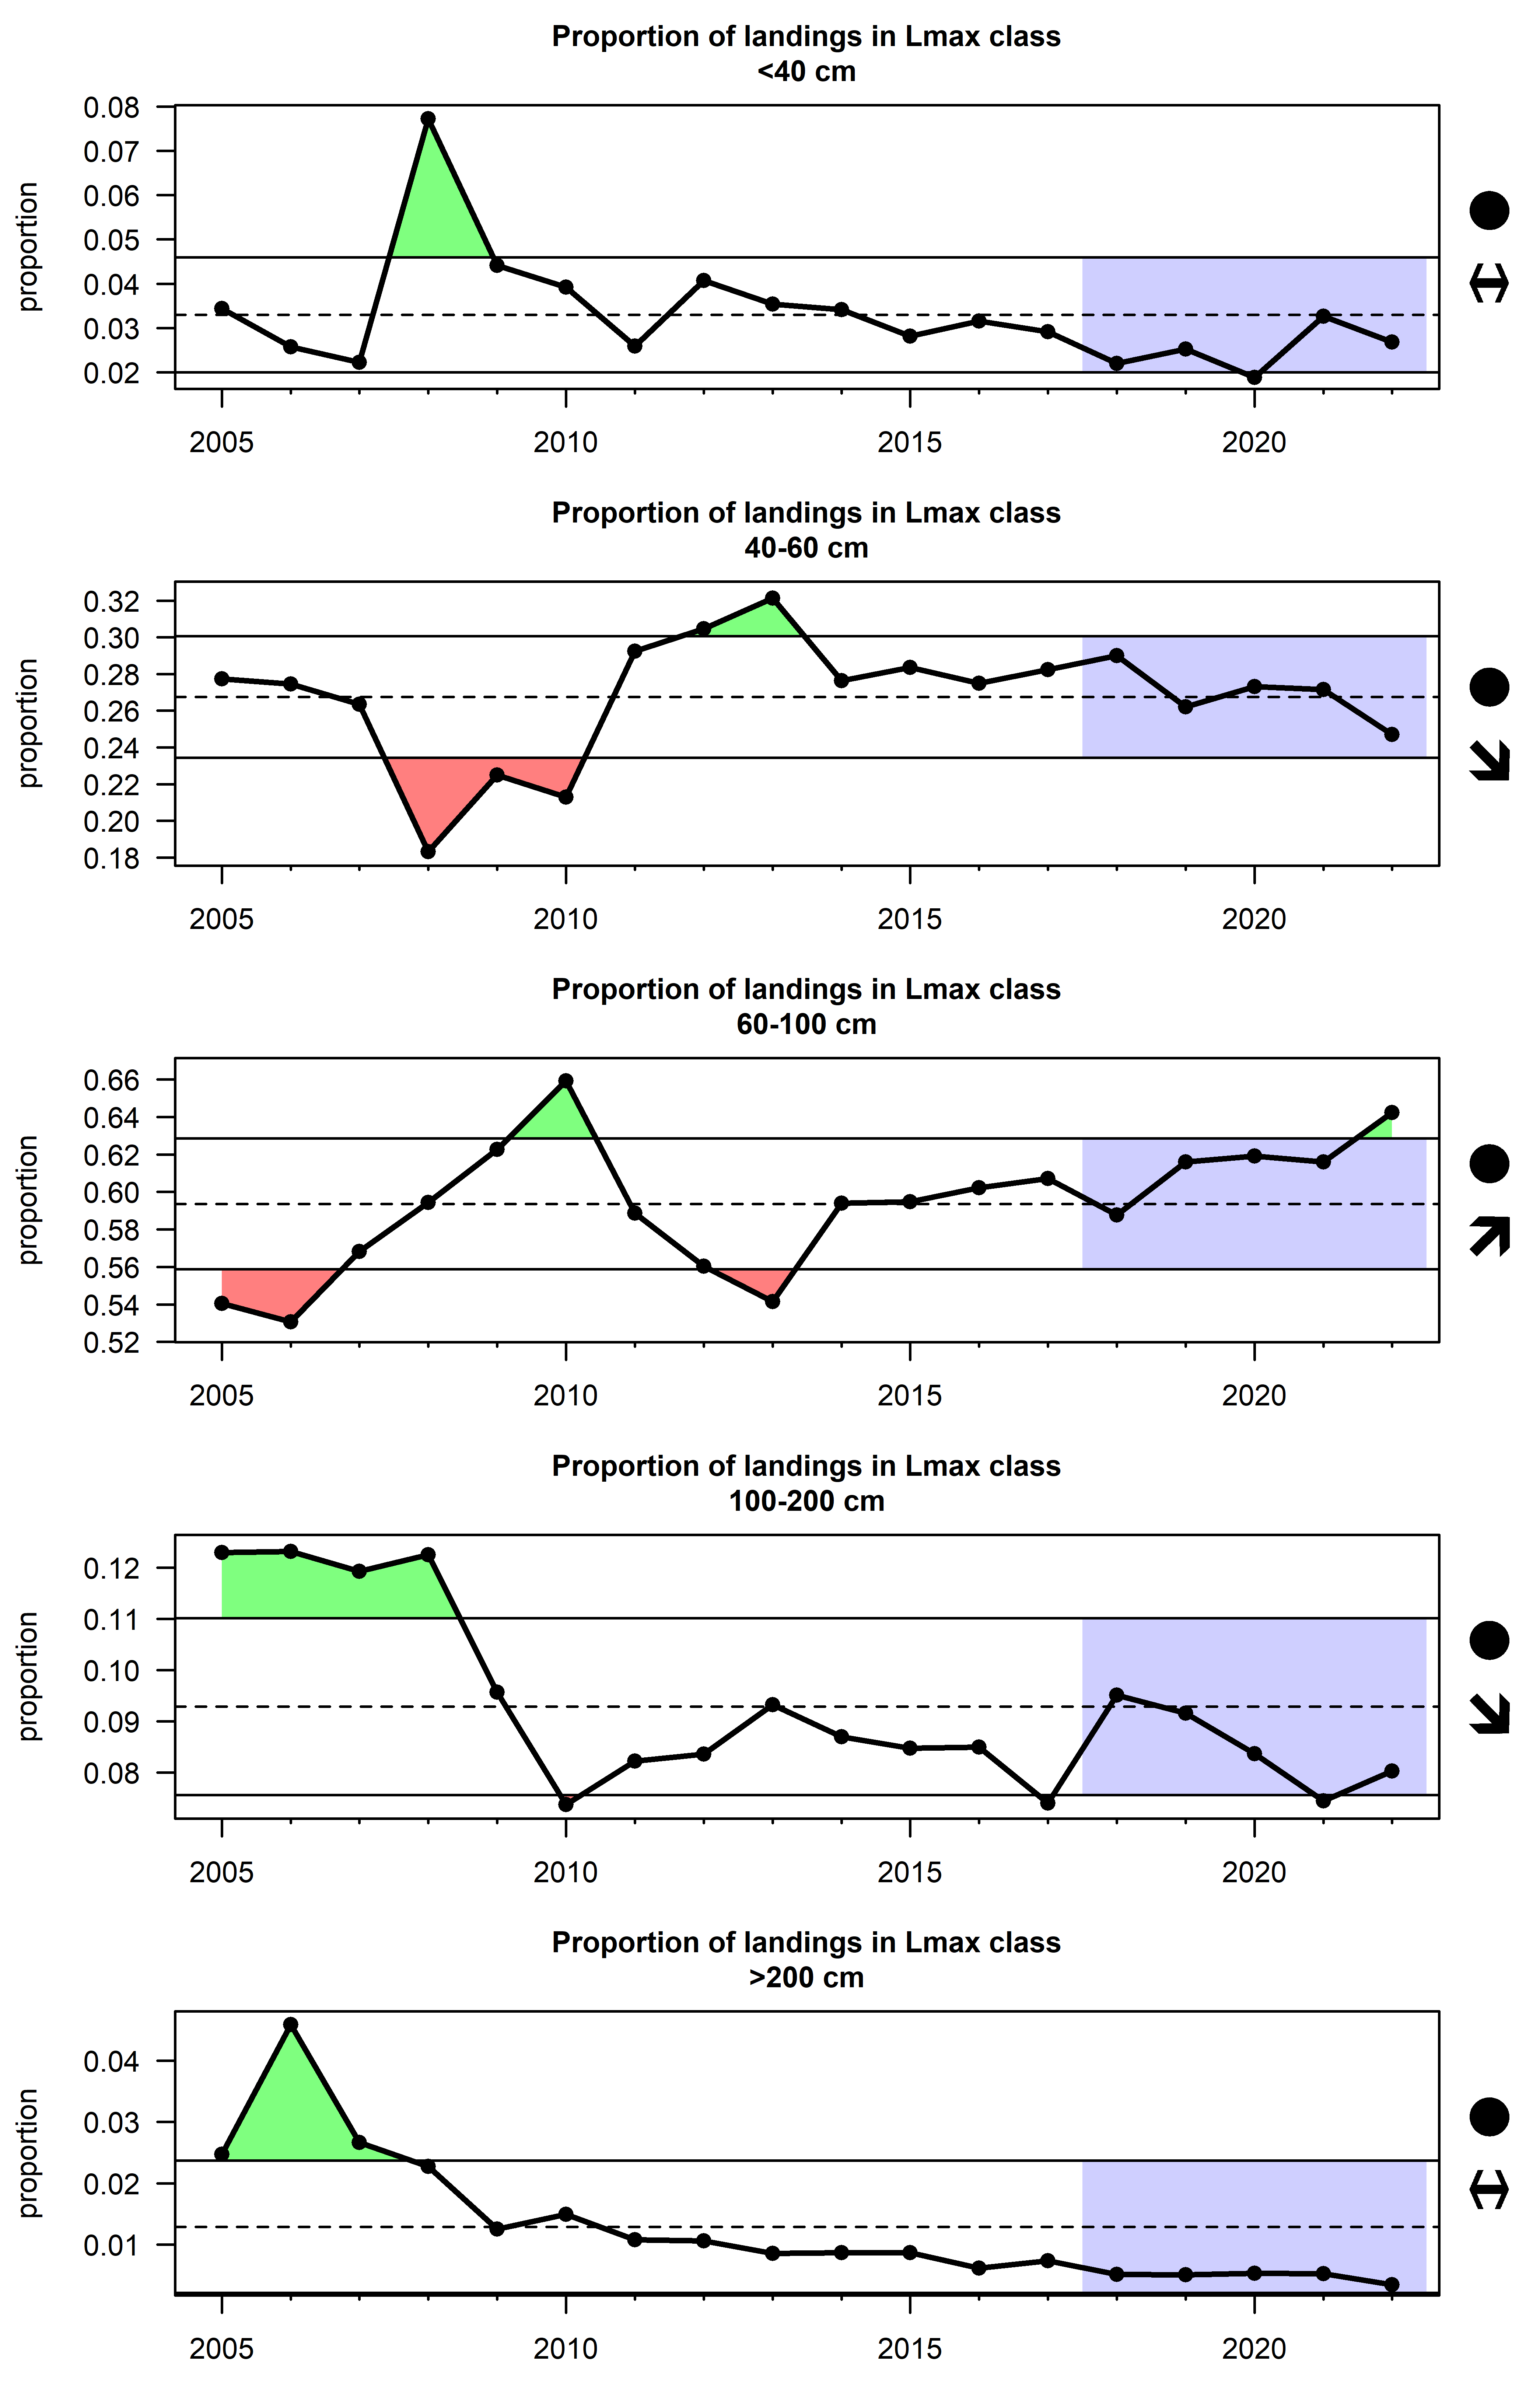 Proportion of landings in Lmax class
<40 cm
proportion
0.08
0.07
0.06
0.05
0.04
0.03
0.02
2005 2010 2015 2020
Proportion of landings in Lmax class
40-60 cm
proportion
0.32
0.30
0.28
0.26
0.24
0.22
0.20
0.18
2005 2010 2015 2020
Proportion of landings in Lmax class
60-100 cm
proportion
0.66
0.64
0.62
0.60
0.58
0.56
0.54
0.52
2005 2010 2015 2020
Proportion of landings in Lmax class
100-200 cm
proportion
0.12
0.11
0.10
0.09
0.08
2005 2010 2015 2020
Proportion of landings in Lmax class
>200 cm
proportion
0.04
0.03
0.02
0.01
2005 2010 2015 2020